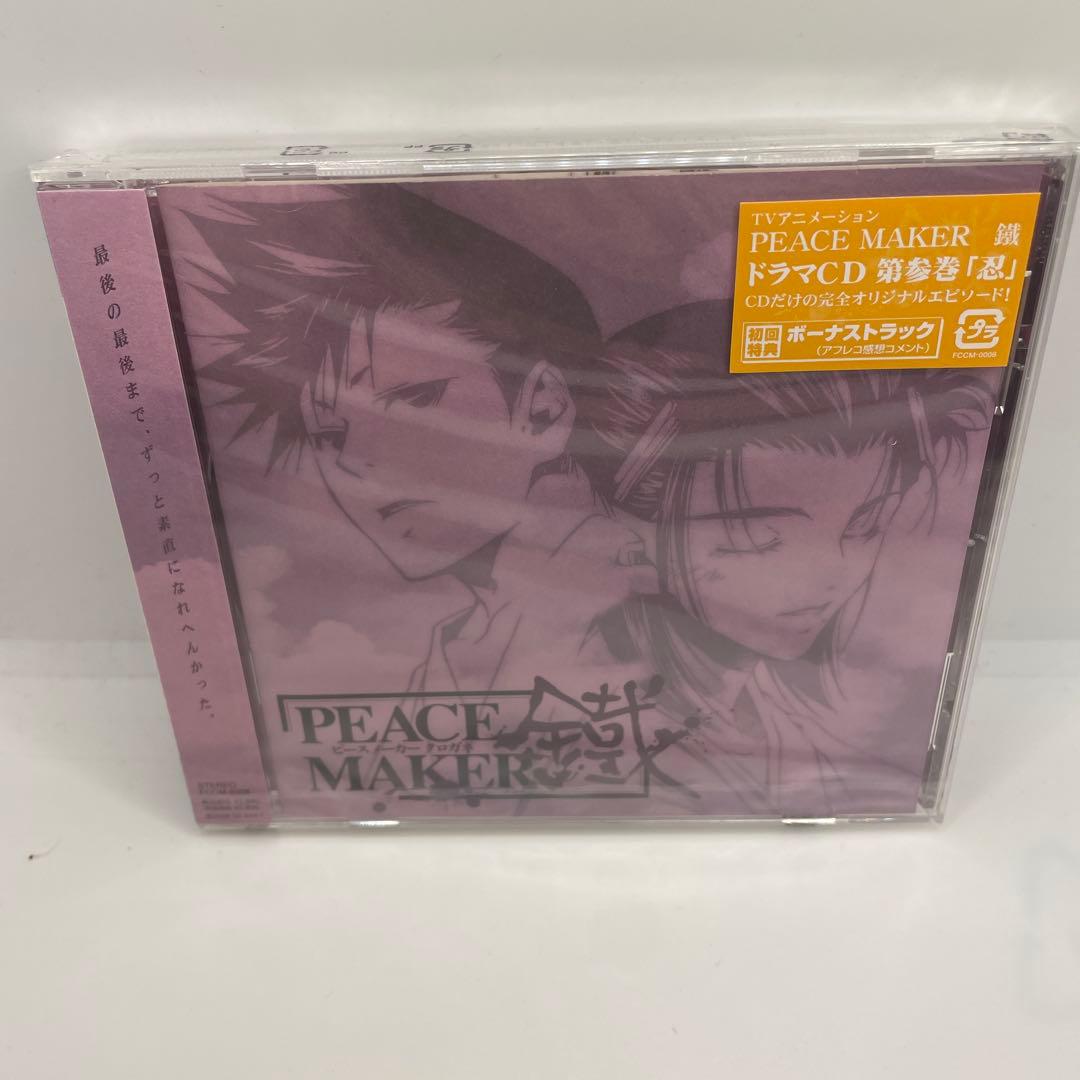 最後の最後まで、ずっと素直になれへんかった。
TVアニメーション
PEACE MAKER 鐵
ドラマCD 第参巻「忍」
CDだけの完全オリジナルエピソード!
初回特典 ボーナストラック
(アフレコ感想コメント)
プラ
FCCM-0006
PEACE
ピースメーカー クロガネ
MAKER 鐵
STEREO